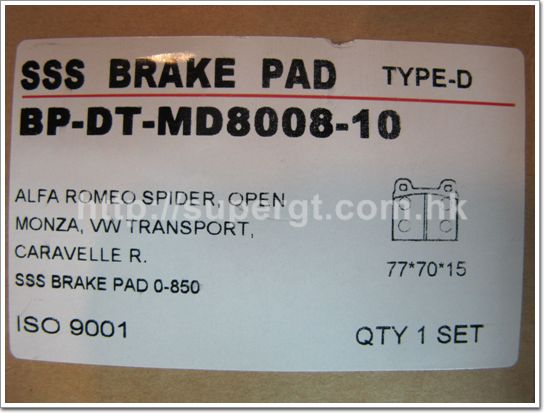 SSS BRAKE PAD TYPE-D
BP-DT-MD8008-10
ALFA ROMEO SPIDER, OPEN
MONZA, VW TRANSPORT,
CARAVELLE R.
SSS BRAKE PAD 0-850
77*70*15
ISO 9001
QTY 1 SET
http://supergt.com.hk